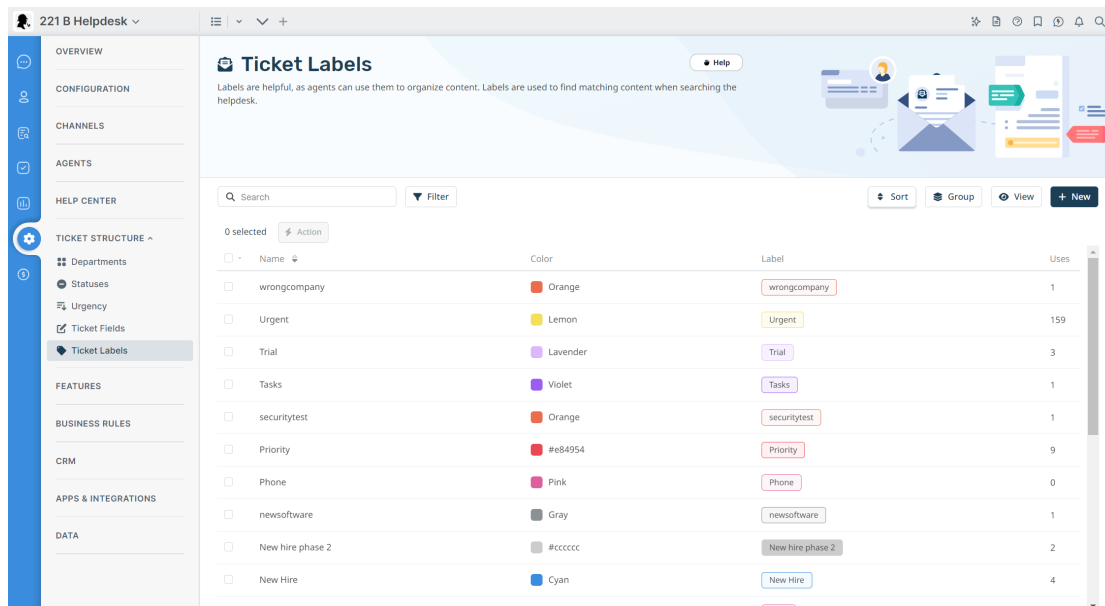 221 B Helpdesk
OVERVIEW
CONFIGURATION
CHANNELS
AGENTS
HELP CENTER
TICKET STRUCTURE
Departments
Statuses
Urgency
Ticket Fields
Ticket Labels
FEATURES
BUSINESS RULES
CRM
APPS & INTEGRATIONS
DATA
Ticket Labels
Help
Labels are helpful, as agents can use them to organize content. Labels are used to find matching content when searching the
helpdesk.
Search
Filter
Sort
Group
View
+ New
0 selected
Action
Name Color Label Uses
wrongcompany Orange wrongcompany 1
Urgent Lemon Urgent 159
Trial Lavender Trial 3
Tasks Violet Tasks 1
securitytest Orange securitytest 1
Priority #e84954 Priority 9
Phone Pink Phone 0
newsoftware Gray newsoftware 1
New hire phase 2 #cccccc New hire phase 2 2
New Hire Cyan New Hire 4